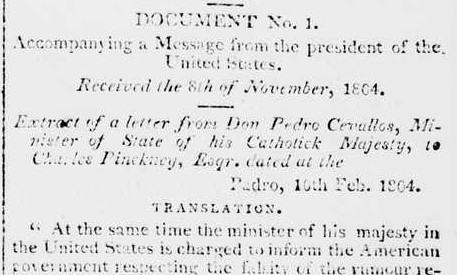 DOCUMENT No. 1.
Accompanying a Message from the president of the
United States.
Received the 8th of November, 1804.
Extract of a letter from Don Pedro Cevallos, Mi-
nister of State of his Catholick Majesty, to
Charles Pinckney, Esqr. dated at the
Padro, 10th Feb. 1804.
TRANSLATION.
" At the same time the minister of his majesty in
the United States is charged to inform the American
government respecting the falsity of the rumour re-